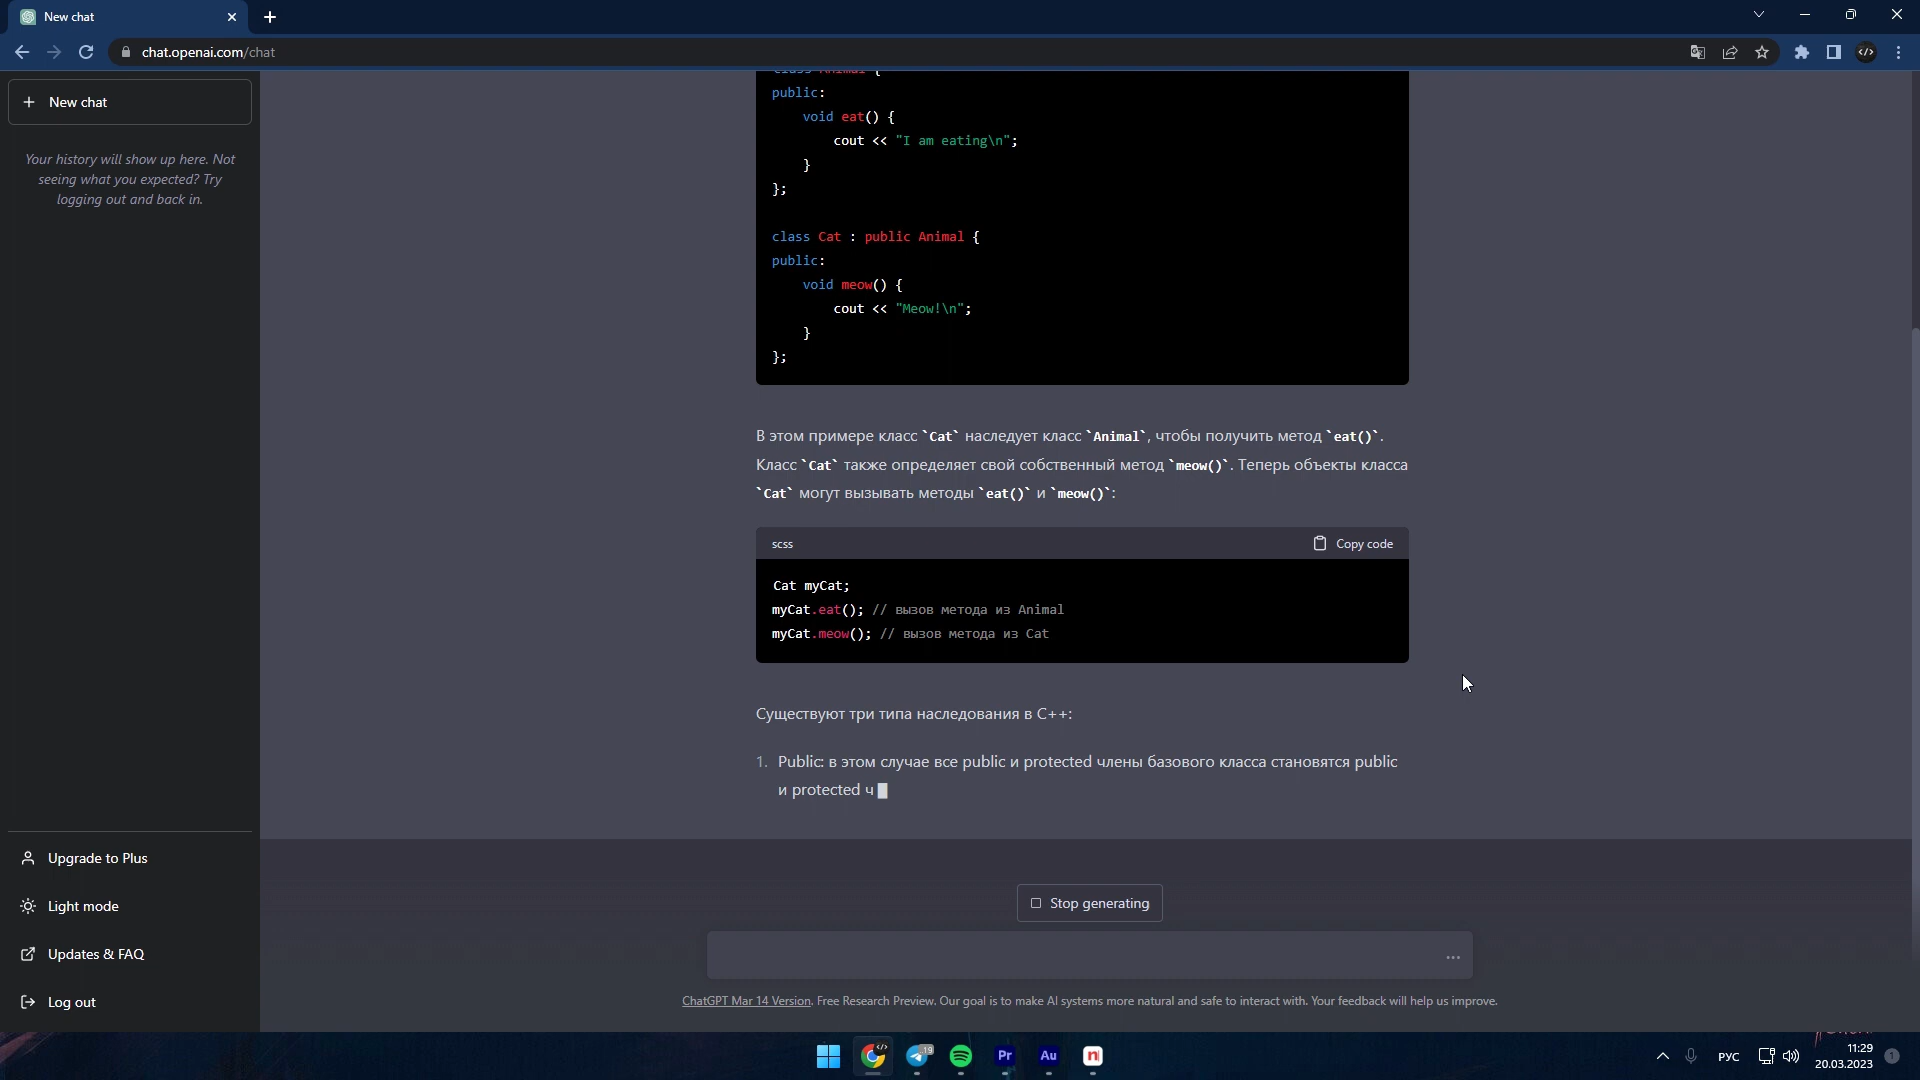 New chat
chat.openai.com/chat
New chat
Your history will show up here. Not
seeing what you expected? Try
logging out and back in.
class Animal {
public:
void eat() {
cout << "I am eating\n";
}
};
class Cat : public Animal {
public:
void meow() {
cout << "Meow!\n";
}
};
В этом примере класс `Cat` наследует класс `Animal`, чтобы получить метод `eat()`.
Класс `Cat` также определяет свой собственный метод `meow()`. Теперь объекты класса
`Cat` могут вызывать методы `eat()` и `meow()`:
scss
Copy code
Cat myCat;
myCat.eat(); // вызов метода из Animal
myCat.meow(); // вызов метода из Cat
Существуют три типа наследования в C++:
1. Public: в этом случае все public и protected члены базового класса становятся public
и protected ч
Upgrade to Plus
Light mode
Updates & FAQ
Log out
Stop generating
ChatGPT Mar 14 Version. Free Research Preview. Our goal is to make AI systems more natural and safe to interact with. Your feedback will help us improve.
19
Pr
Au
n
РУС
11:29
20.03.2023
1